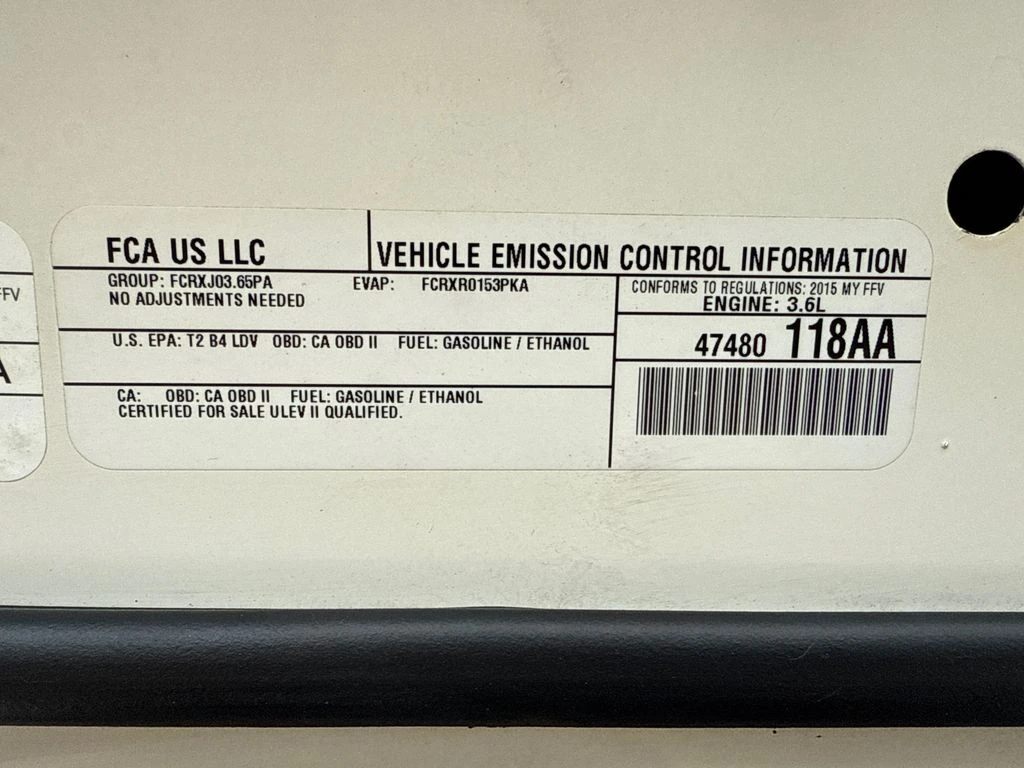 FCA US LLC
VEHICLE EMISSION CONTROL INFORMATION
GROUP: FCRXJ03.65PA EVAP: FCRXR0153PKA
NO ADJUSTMENTS NEEDED
CONFORMS TO REGULATIONS: 2015 MY FFV
ENGINE: 3.6L
U.S. EPA: T2 B4 LDV OBD: CA OBD II FUEL: GASOLINE / ETHANOL
47480 118AA
CA: OBD: CA OBD II FUEL: GASOLINE / ETHANOL
CERTIFIED FOR SALE ULEV II QUALIFIED.
FFV
A